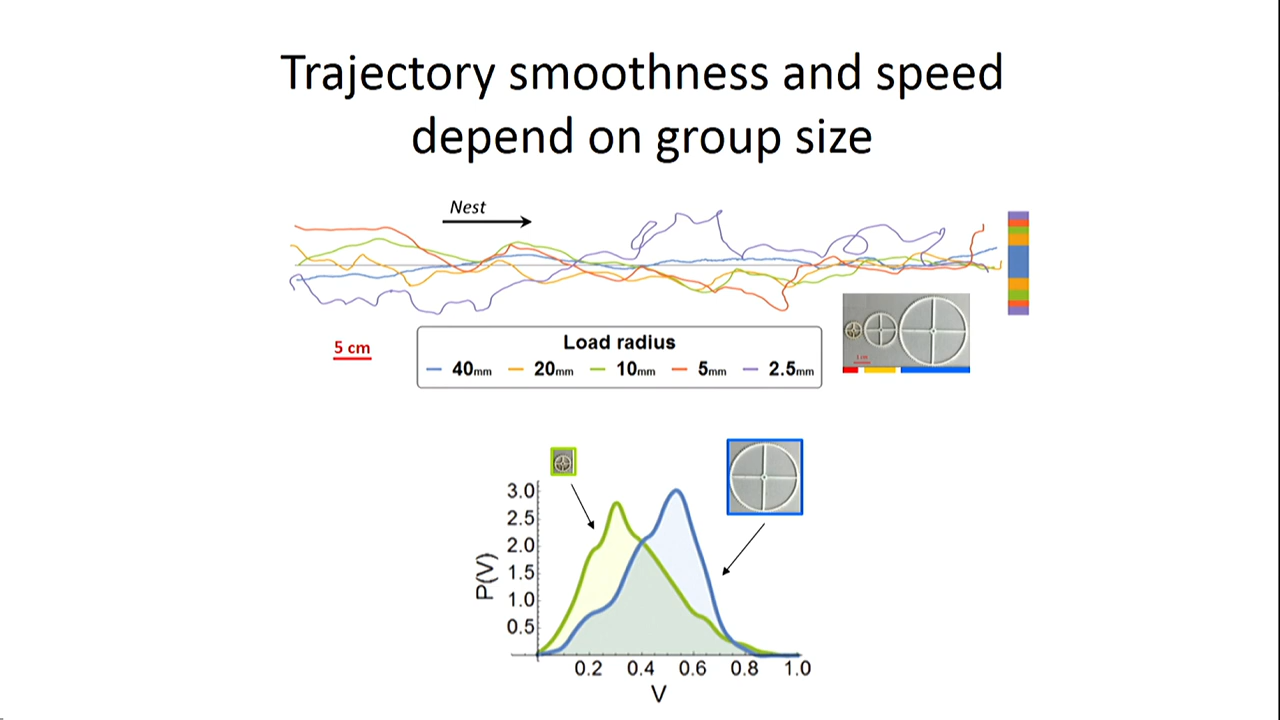 Trajectory smoothness and speed
depend on group size
Nest
5 cm
Load radius
40mm 20mm 10mm 5mm 2.5mm
3.0
2.5
2.0
1.5
1.0
0.5
P(V)
0.2 0.4 0.6 0.8 1.0
V